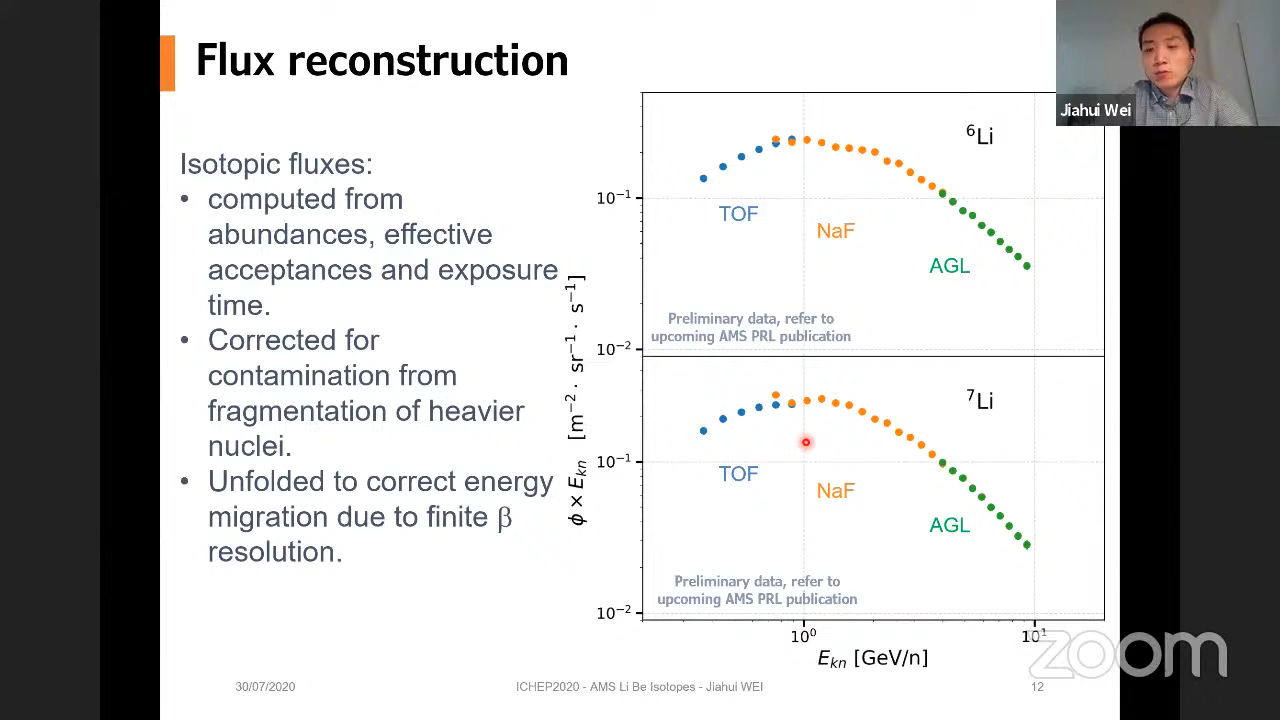 Flux reconstruction
Jiahui Wei
Isotopic fluxes:
• computed from
abundances, effective
acceptances and exposure
time.
• Corrected for
contamination from
fragmentation of heavier
nuclei.
• Unfolded to correct energy
migration due to finite β
resolution.
⁶Li
10⁻¹
TOF
NaF
AGL
Preliminary data, refer to
upcoming AMS PRL publication
10⁻²
ϕ × Eₖₙ [m⁻² · sr⁻¹ · s⁻¹]
⁷Li
10⁻¹
TOF
NaF
AGL
Preliminary data, refer to
upcoming AMS PRL publication
10⁻²
10⁰
10¹
Eₖₙ [GeV/n]
zoom
30/07/2020
ICHEP2020 - AMS Li Be Isotopes - Jiahui WEI
12